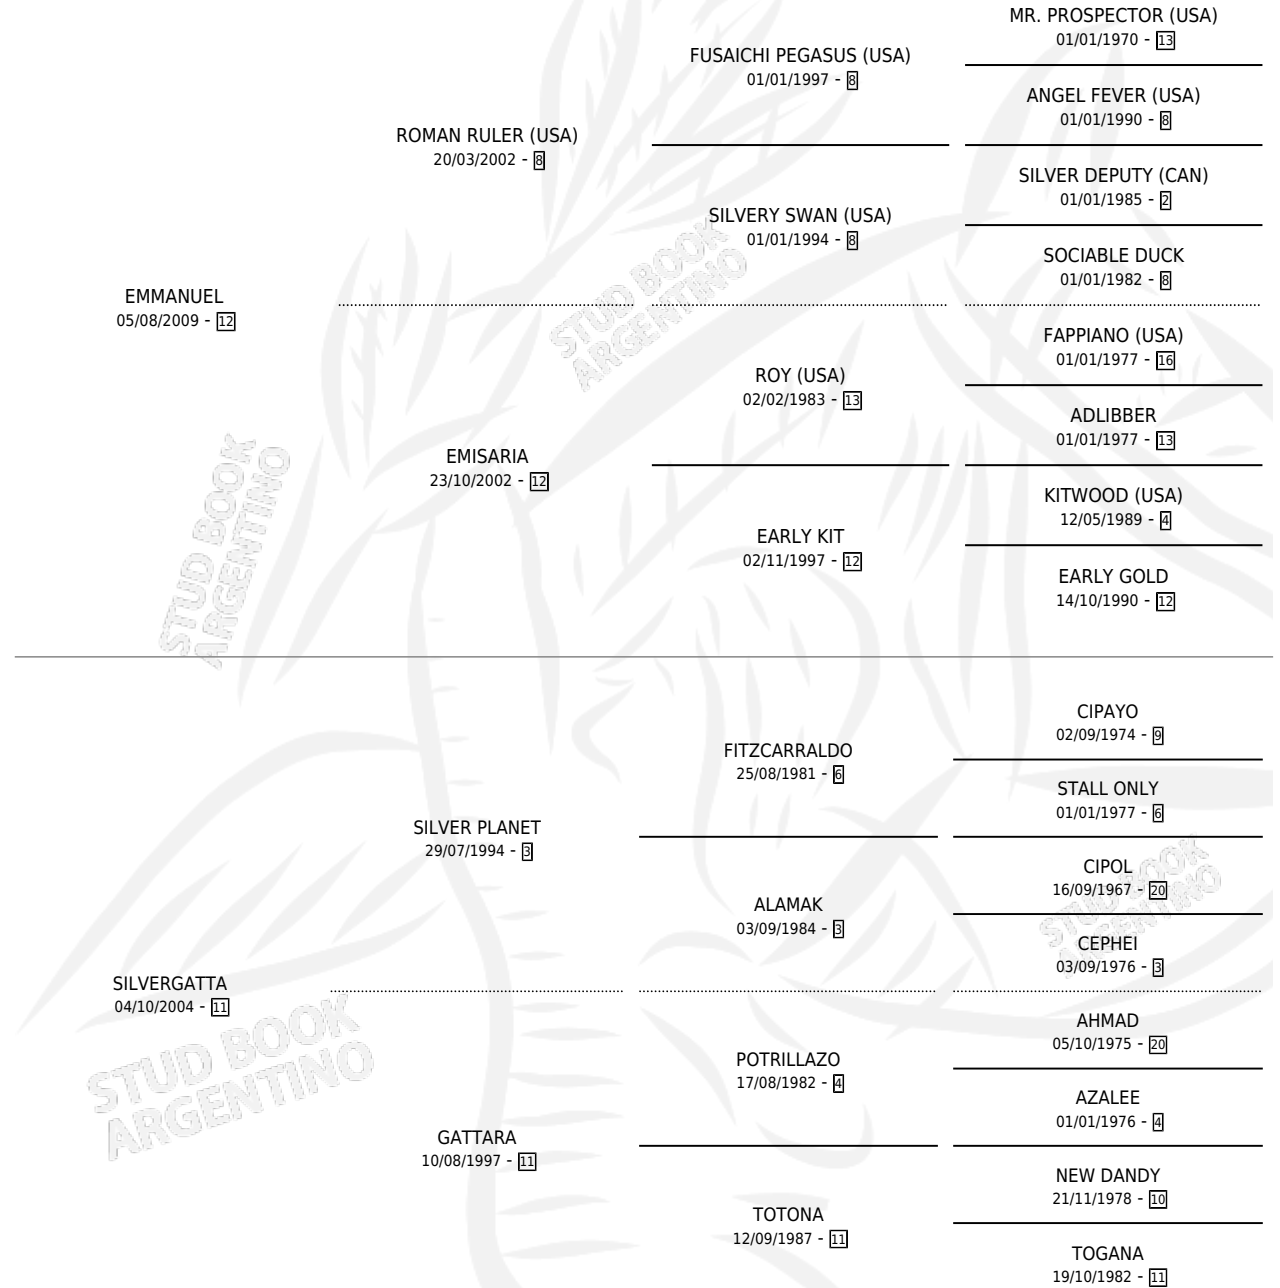 MR. PROSPECTOR (USA)
01/01/1970 - 13
FUSAICHI PEGASUS (USA)
01/01/1997 - 8
ANGEL FEVER (USA)
01/01/1990 - 8
ROMAN RULER (USA)
20/03/2002 - 8
SILVER DEPUTY (CAN)
01/01/1985 - 2
SILVERY SWAN (USA)
01/01/1994 - 8
SOCIABLE DUCK
01/01/1982 - 8
EMMANUEL
05/08/2009 - 12
STUD BOOK
ARGENTINO
FAPPIANO (USA)
01/01/1977 - 16
ROY (USA)
02/02/1983 - 13
ADLIBBER
01/01/1977 - 13
EMISARIA
23/10/2002 - 12
KITWOOD (USA)
12/05/1989 - 4
EARLY KIT
02/11/1997 - 12
EARLY GOLD
14/10/1990 - 12
STUD BOOK
ARGENTINO
CIPAYO
02/09/1974 - 9
FITZCARRALDO
25/08/1981 - 6
STALL ONLY
01/01/1977 - 6
SILVER PLANET
29/07/1994 - 3
CIPOL
16/09/1967 - 20
ALAMAK
03/09/1984 - 3
STUD BOOK
ARGENTINO
CEPHEI
03/09/1976 - 3
SILVERGATTA
04/10/2004 - 11
AHMAD
05/10/1975 - 20
STUD BOOK
ARGENTINO
POTRILLAZO
17/08/1982 - 4
AZALEE
01/01/1976 - 4
GATTARA
10/08/1997 - 11
NEW DANDY
21/11/1978 - 10
TOTONA
12/09/1987 - 11
TOGANA
19/10/1982 - 11